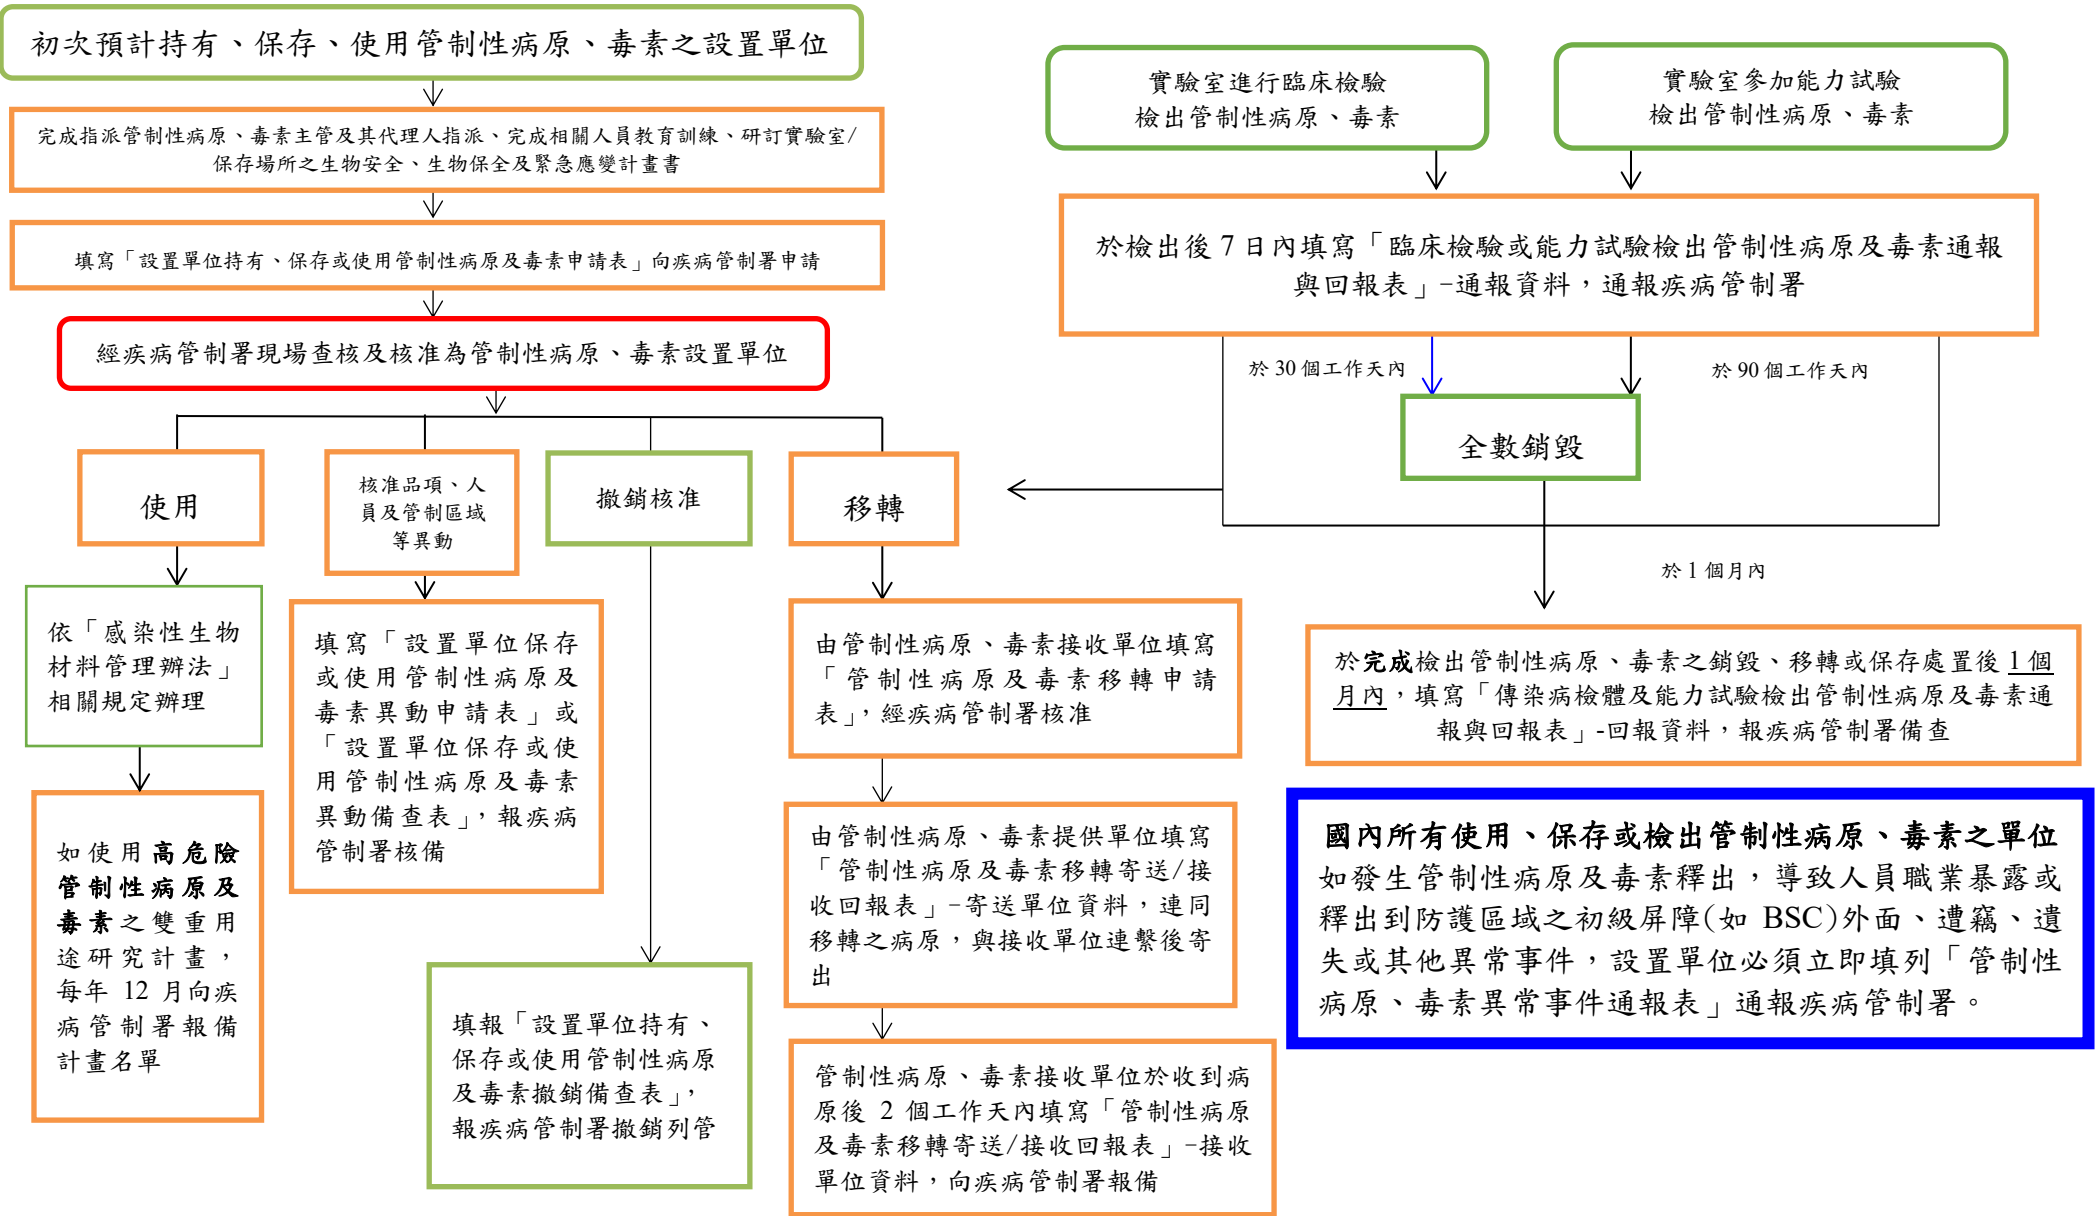 初次預計持有、保存、使用管制性病原、毒素之設置單位
完成指派管制性病原、毒素主管及其代理人指派、完成相關人員教育訓練、研訂實驗室/
保存場所之生物安全、生物保全及緊急應變計畫書
填寫「設置單位持有、保存或使用管制性病原及毒素申請表」向疾病管制署申請
經疾病管制署現場查核及核准為管制性病原、毒素設置單位
使用
依「感染性生物
材料管理辦法」
相關規定辦理
如使用高危險
管制性病原及
毒素之雙重用
途研究計畫，
每年 12 月向疾
病管制署報備
計畫名單
核准品項、人
員及管制區域
等異動
填寫「設置單位保存
或使用管制性病原及
毒素異動申請表」或
「設置單位保存或使
用管制性病原及毒素
異動備查表」，報疾病
管制署核備
撤銷核准
填報「設置單位持有、
保存或使用管制性病原
及毒素撤銷備查表」，
報疾病管制署撤銷列管
移轉
由管制性病原、毒素接收單位填寫
「管制性病原及毒素移轉申請
表」，經疾病管制署核准
由管制性病原、毒素提供單位填寫
「管制性病原及毒素移轉寄送/接
收回報表」-寄送單位資料，連同
移轉之病原，與接收單位連繫後寄
出
管制性病原、毒素接收單位於收到病
原後 2 個工作天內填寫「管制性病原
及毒素移轉寄送/接收回報表」-接收
單位資料，向疾病管制署報備
實驗室進行臨床檢驗
檢出管制性病原、毒素
實驗室參加能力試驗
檢出管制性病原、毒素
於檢出後 7 日內填寫「臨床檢驗或能力試驗檢出管制性病原及毒素通報
與回報表」-通報資料，通報疾病管制署
於 30 個工作天內
於 90 個工作天內
全數銷毀
於 1 個月內
於完成檢出管制性病原、毒素之銷毀、移轉或保存處置後 1 個
月內，填寫「傳染病檢體及能力試驗檢出管制性病原及毒素通
報與回報表」-回報資料，報疾病管制署備查
國內所有使用、保存或檢出管制性病原、毒素之單位
如發生管制性病原及毒素釋出，導致人員職業暴露或
釋出到防護區域之初級屏障(如 BSC)外面、遭竊、遺
失或其他異常事件，設置單位必須立即填列「管制性
病原、毒素異常事件通報表」通報疾病管制署。